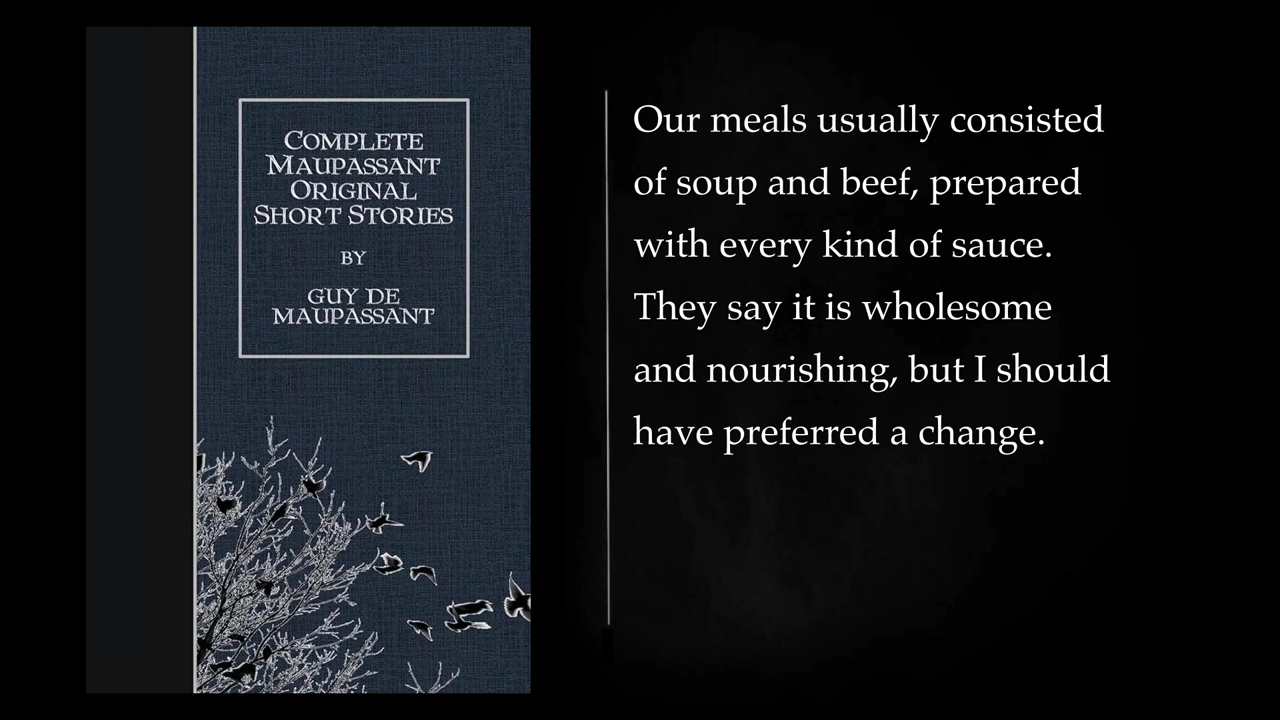 COMPLETE
MAUPASSANT
ORIGINAL
SHORT STORIES
BY
GUY DE
MAUPASSANT
Our meals usually consisted
of soup and beef, prepared
with every kind of sauce.
They say it is wholesome
and nourishing, but I should
have preferred a change.